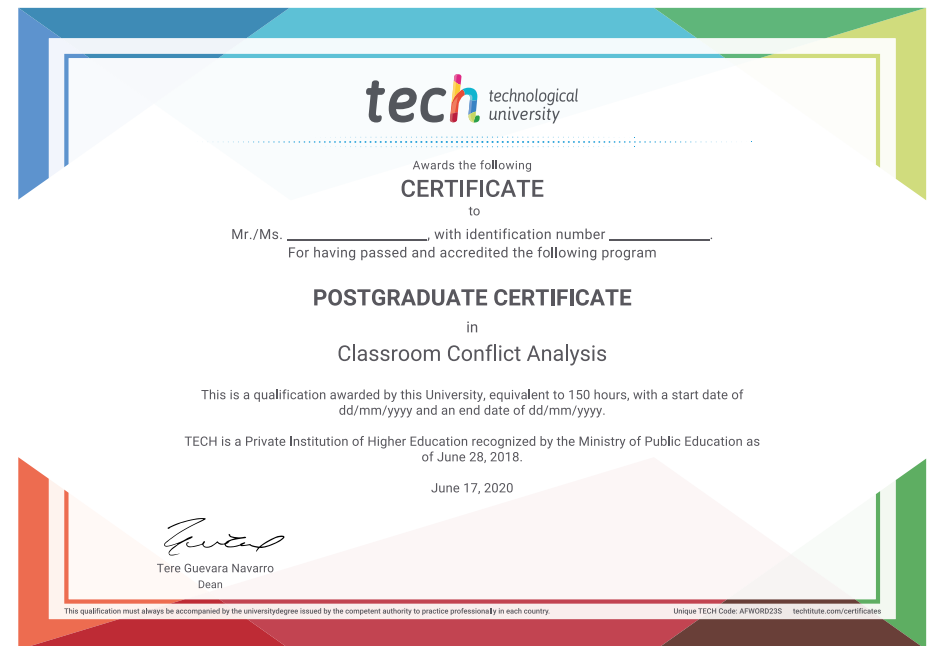 tech technological
university
Awards the following
CERTIFICATE
to
Mr./Ms. ____________________, with identification number ______________.
For having passed and accredited the following program
POSTGRADUATE CERTIFICATE
in
Classroom Conflict Analysis
This is a qualification awarded by this University, equivalent to 150 hours, with a start date of
dd/mm/yyyy and an end date of dd/mm/yyyy.
TECH is a Private Institution of Higher Education recognized by the Ministry of Public Education as
of June 28, 2018.
June 17, 2020
Tere Guevara Navarro
Dean
This qualification must always be accompanied by the universitydegree issued by the competent authority to practice professionally in each country.
Unique TECH Code: AFWORD23S techtitute.com/certificates